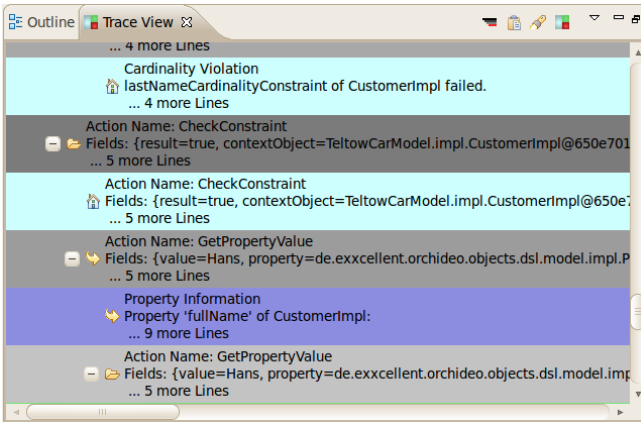 Outline Trace View
... 4 more Lines
Cardinality Violation
lastNameCardinalityConstraint of CustomerImpl failed.
... 4 more Lines
Action Name: CheckConstraint
Fields: {result=true, contextObject=TeltowCarModel.impl.CustomerImpl@650e701
... 5 more Lines
Action Name: CheckConstraint
Fields: {result=true, contextObject=TeltowCarModel.impl.CustomerImpl@650e7
... 5 more Lines
Action Name: GetPropertyValue
Fields: {value=Hans, property=de.exxcellent.orchideo.objects.dsl.model.impl.P
... 5 more Lines
Property Information
Property 'fullName' of CustomerImpl:
... 9 more Lines
Action Name: GetPropertyValue
Fields: {value=Hans, property=de.exxcellent.orchideo.objects.dsl.model.imp
... 5 more Lines